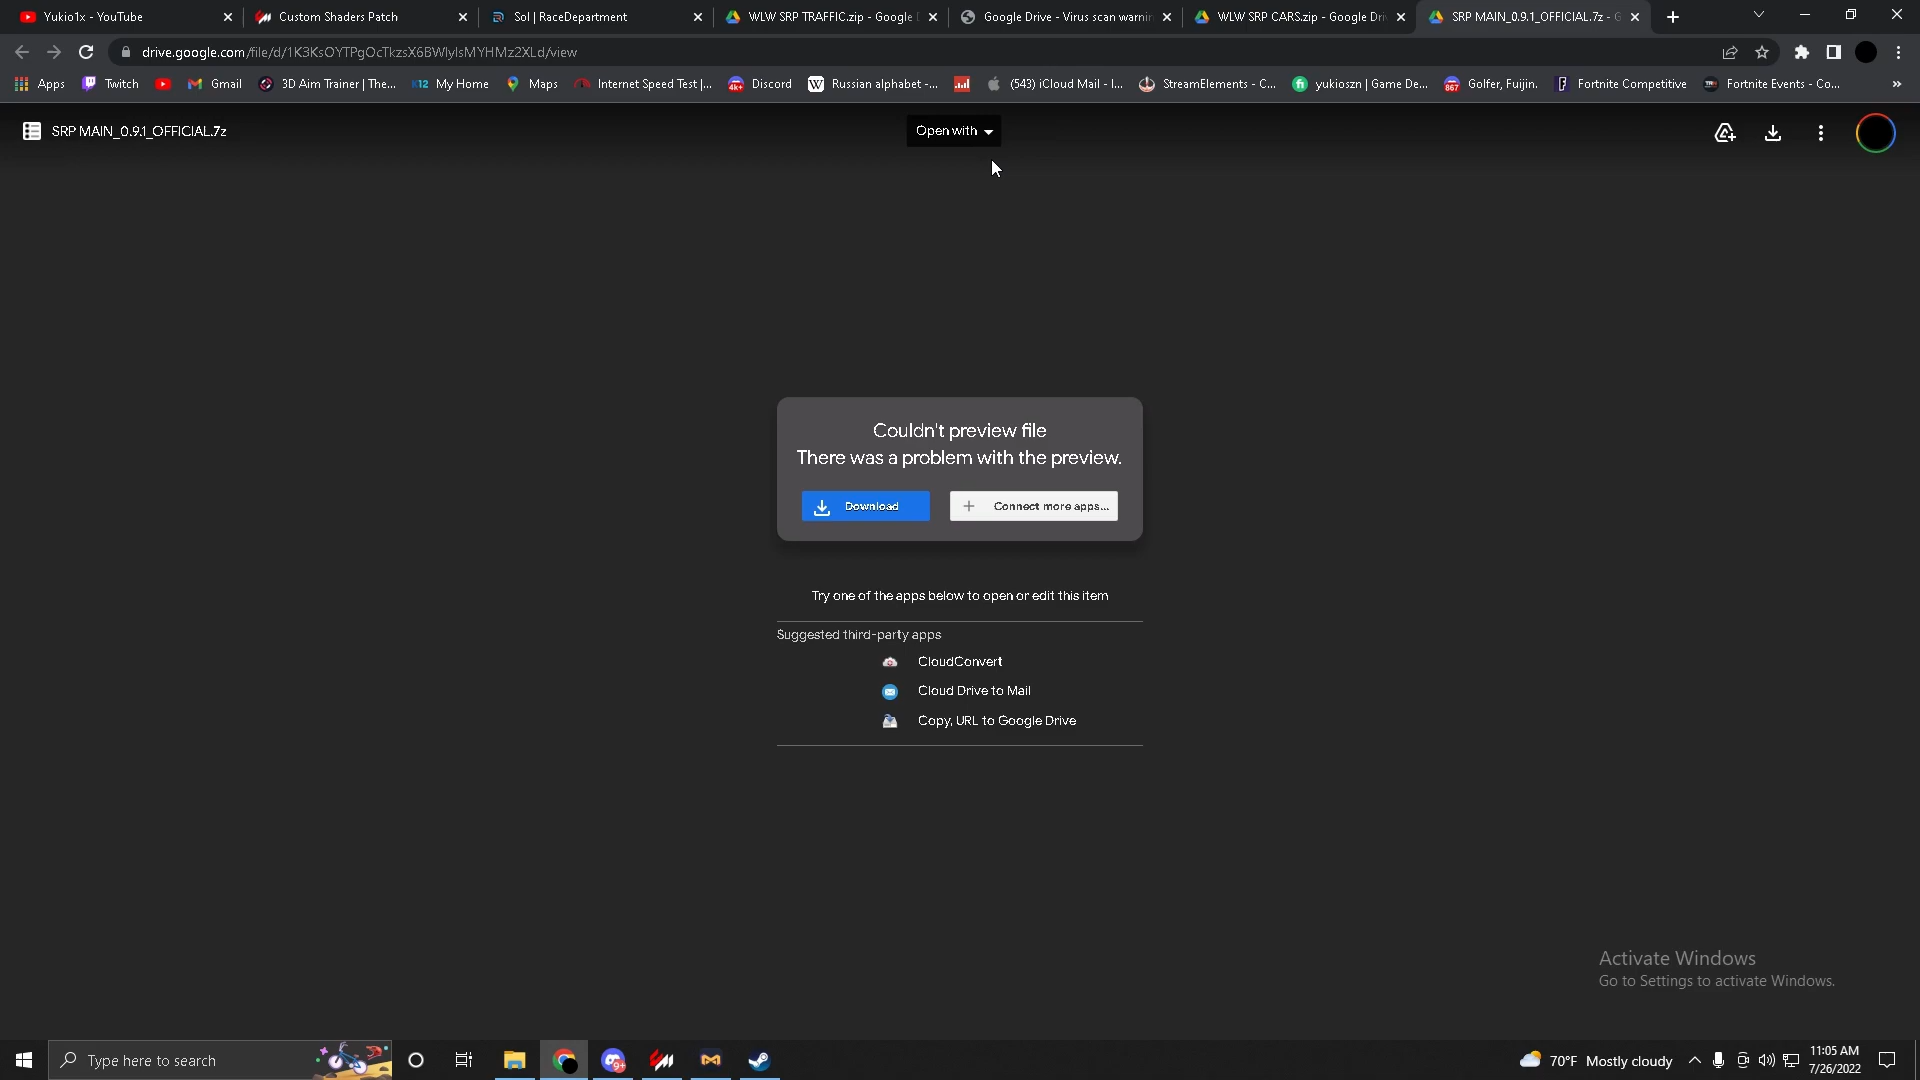 Yukio1x - YouTube
Custom Shaders Patch
Sol | RaceDepartment
WLW SRP TRAFFIC.zip - Google D
Google Drive - Virus scan warnin
WLW SRP CARS.zip - Google Dri
SRP MAIN_0.9.1_OFFICIAL.7z - G
drive.google.com/file/d/1K3KsOYTPgOcTkzsX6BWlylsMYHMz2XLd/view
Apps
Twitch
Gmail
3D Aim Trainer | The...
K12 My Home
Maps
Internet Speed Test |...
4k+ Discord
W Russian alphabet -...
(543) iCloud Mail - I...
StreamElements - C...
fi yukioszn | Game De...
867 Golfer, Fuijin.
Fortnite Competitive
Fortnite Events - Co...
»
SRP MAIN_0.9.1_OFFICIAL.7z
Open with
Couldn't preview file
There was a problem with the preview.
Download
Connect more apps...
Try one of the apps below to open or edit this item
Suggested third-party apps
CloudConvert
Cloud Drive to Mail
Copy, URL to Google Drive
Activate Windows
Go to Settings to activate Windows.
Type here to search
9+
70°F Mostly cloudy
11:05 AM
7/26/2022